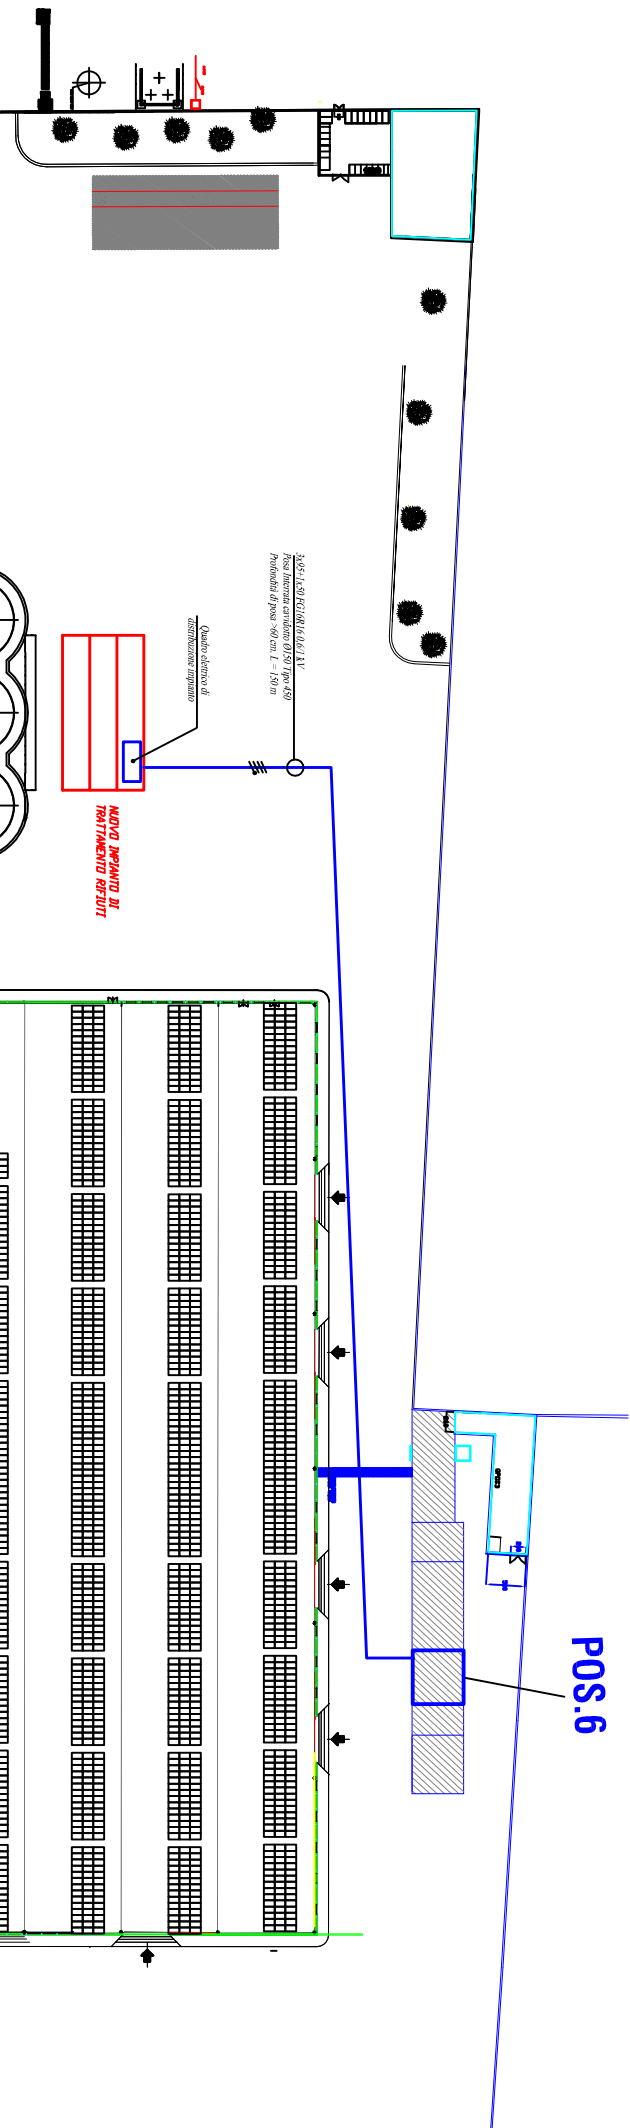 3x95+1x50 FG16R16 0.6/1 kV
Posa Interrata cavidotto Ø150 Tipo 450
Profondità di posa >60 cm. L = 150 m
Quadro elettrico di
distribuzione impianto
NUOVO IMPIANTO DI
TRATTAMENTO RIFIUTI
POS.6